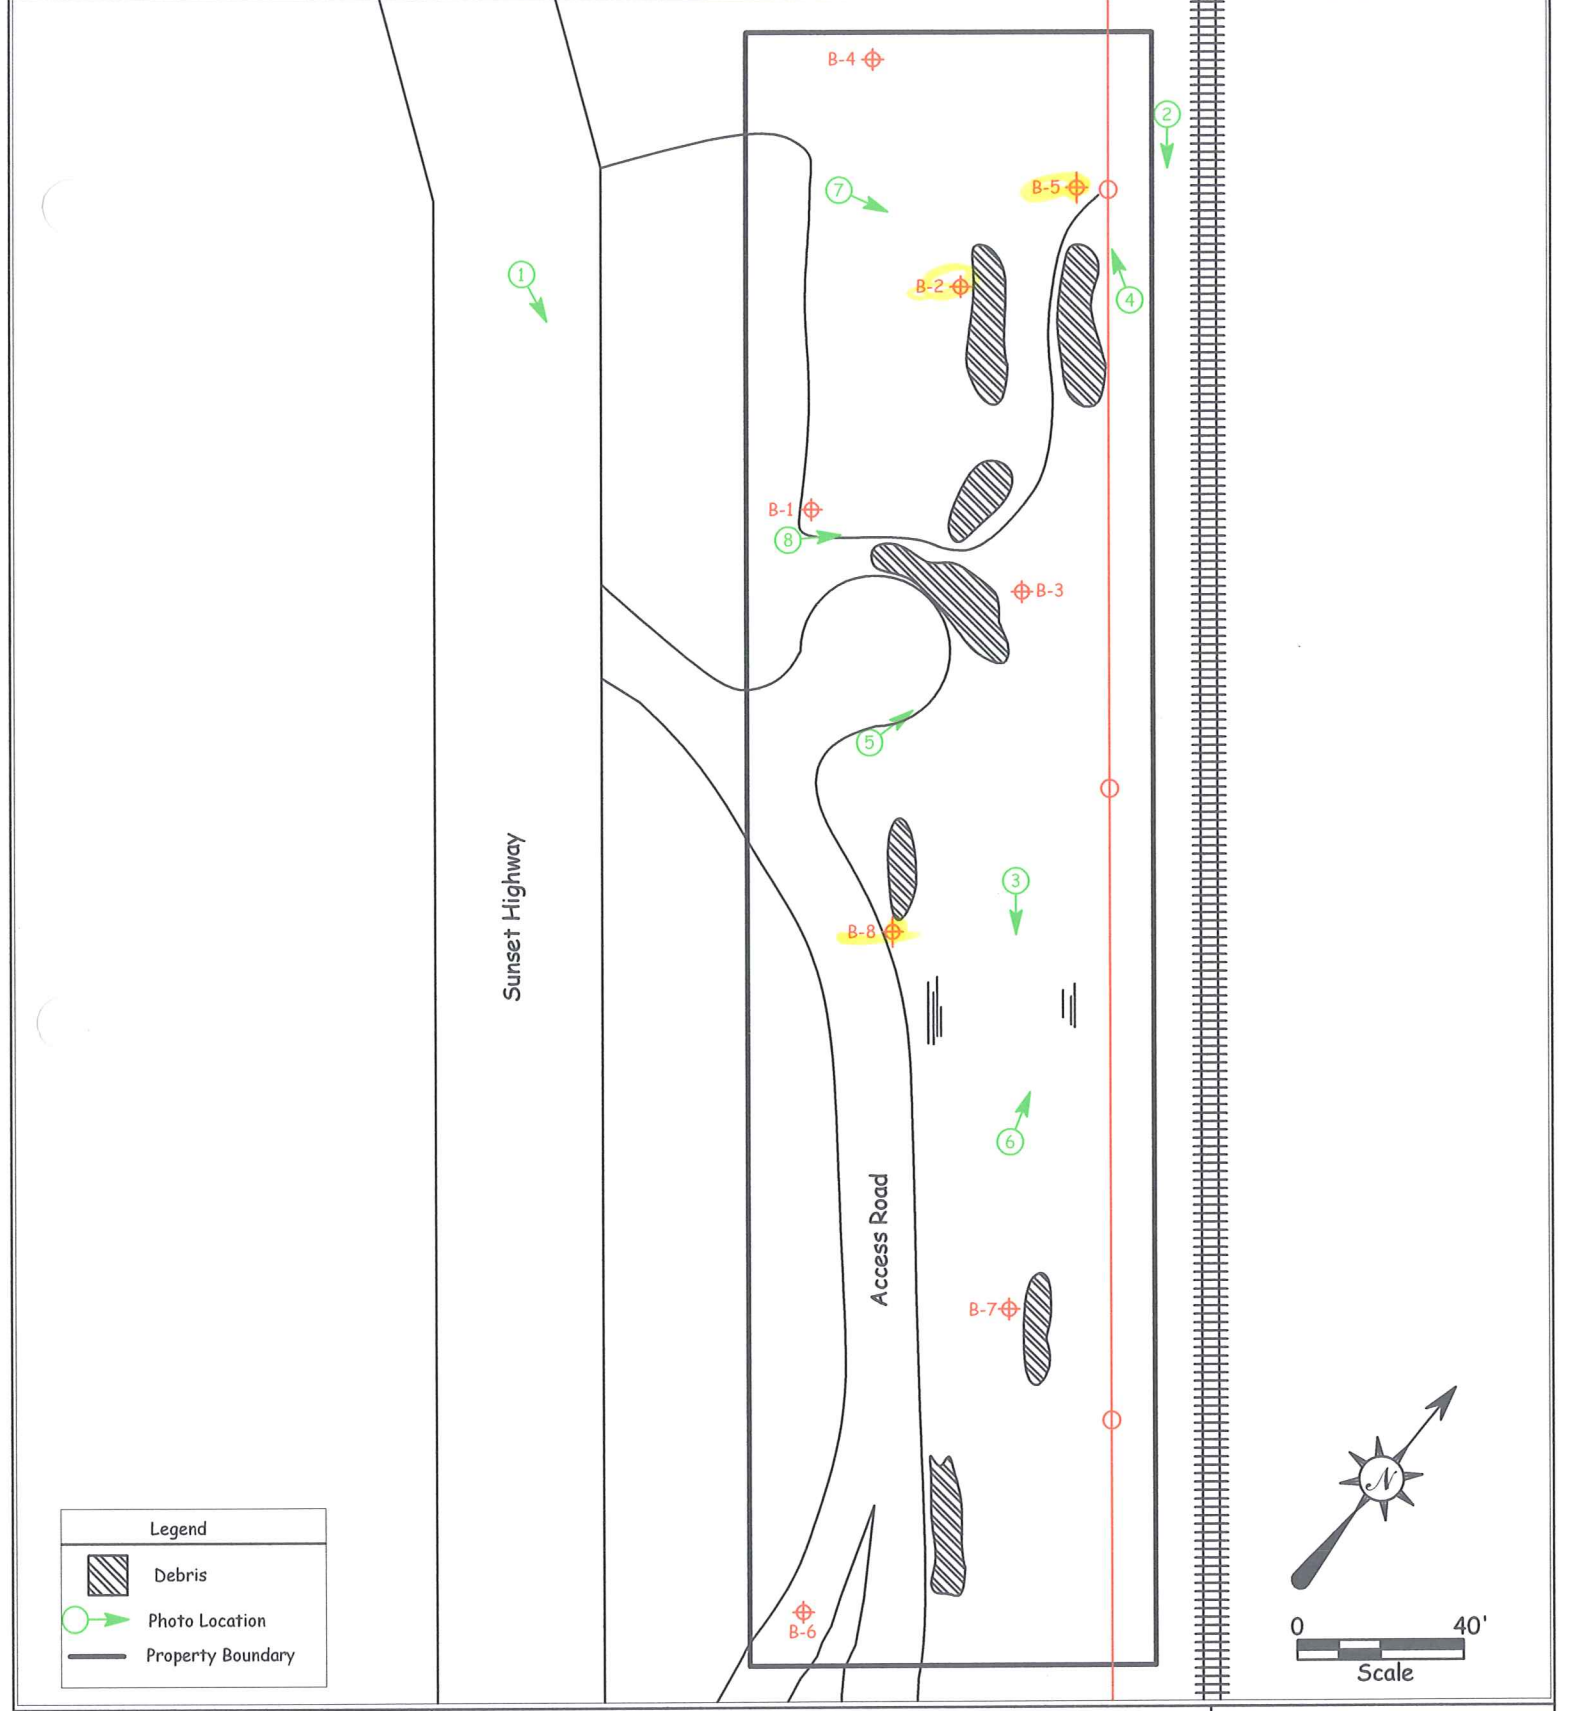 B-4
2
7
B-5
1
B-2
4
B-1
8
B-3
5
Sunset Highway
3
B-8
6
Access Road
B-7
N
Legend
Debris
Photo Location
Property Boundary
B-6
0 40'
Scale